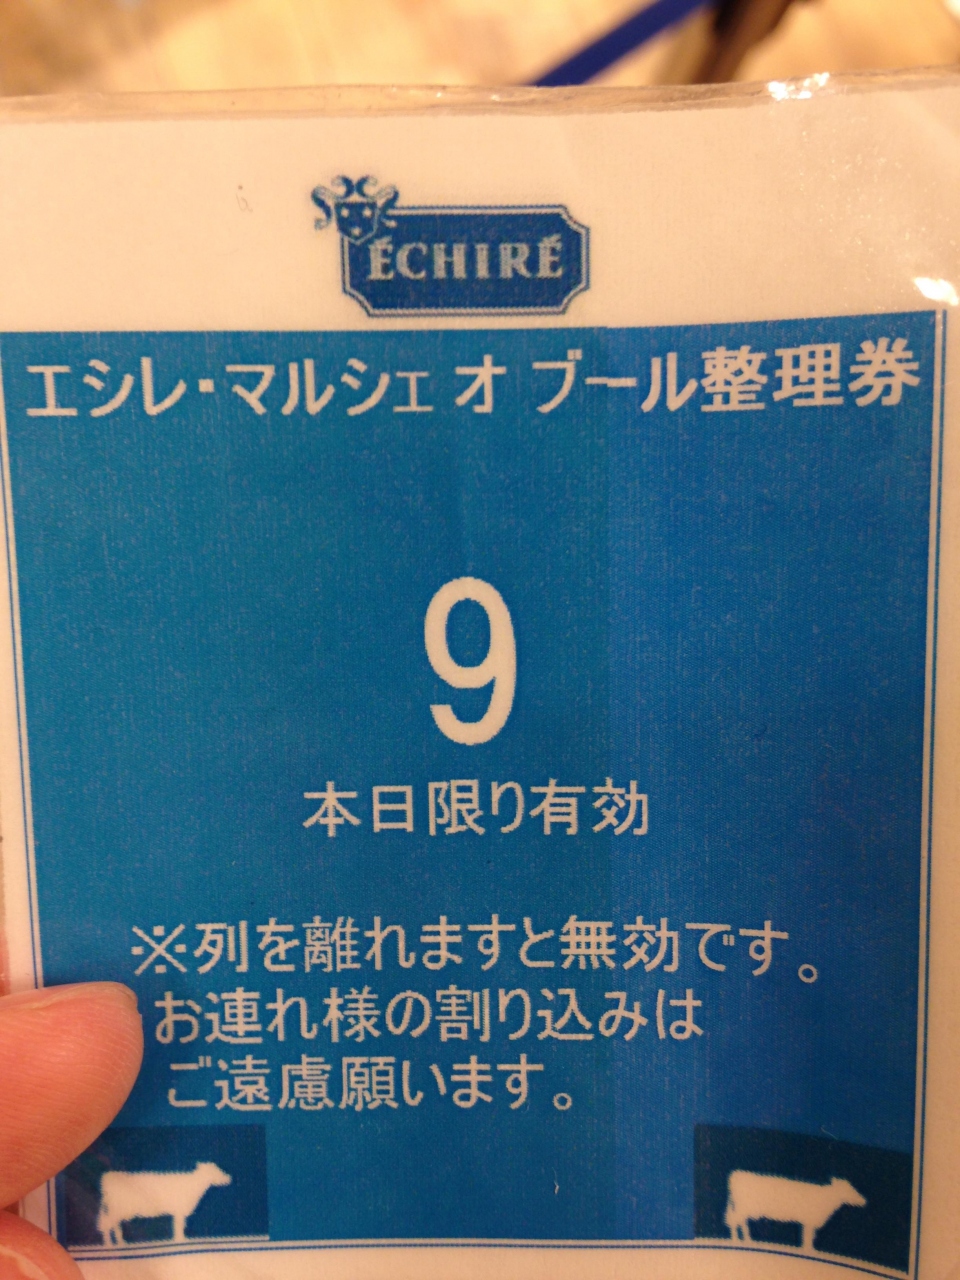 ÉCHIRÉ
エシレ・マルシェ オ ブール整理券
9
本日限り有効
※列を離れますと無効です。
お連れ様の割り込みは
ご遠慮願います。